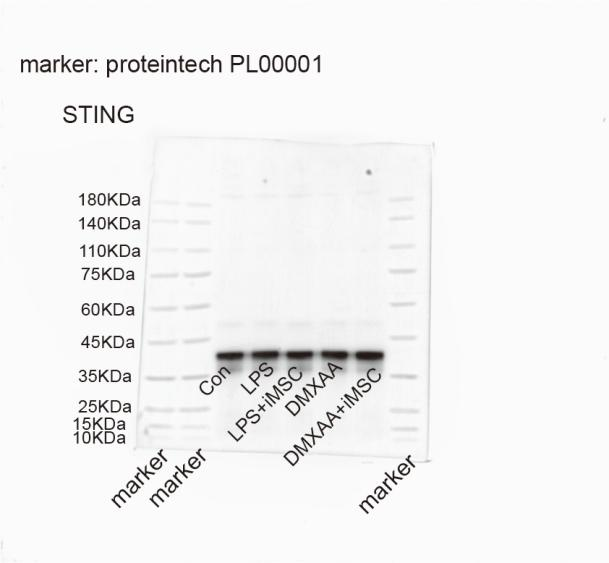 marker: proteintech PL00001
STING
180KDa
140KDa
110KDa
75KDa
60KDa
45KDa
35KDa
25KDa
15KDa
10KDa
Con
LPS
LPS+iMSC
DMXAA
DMXAA+iMSC
marker
marker
marker